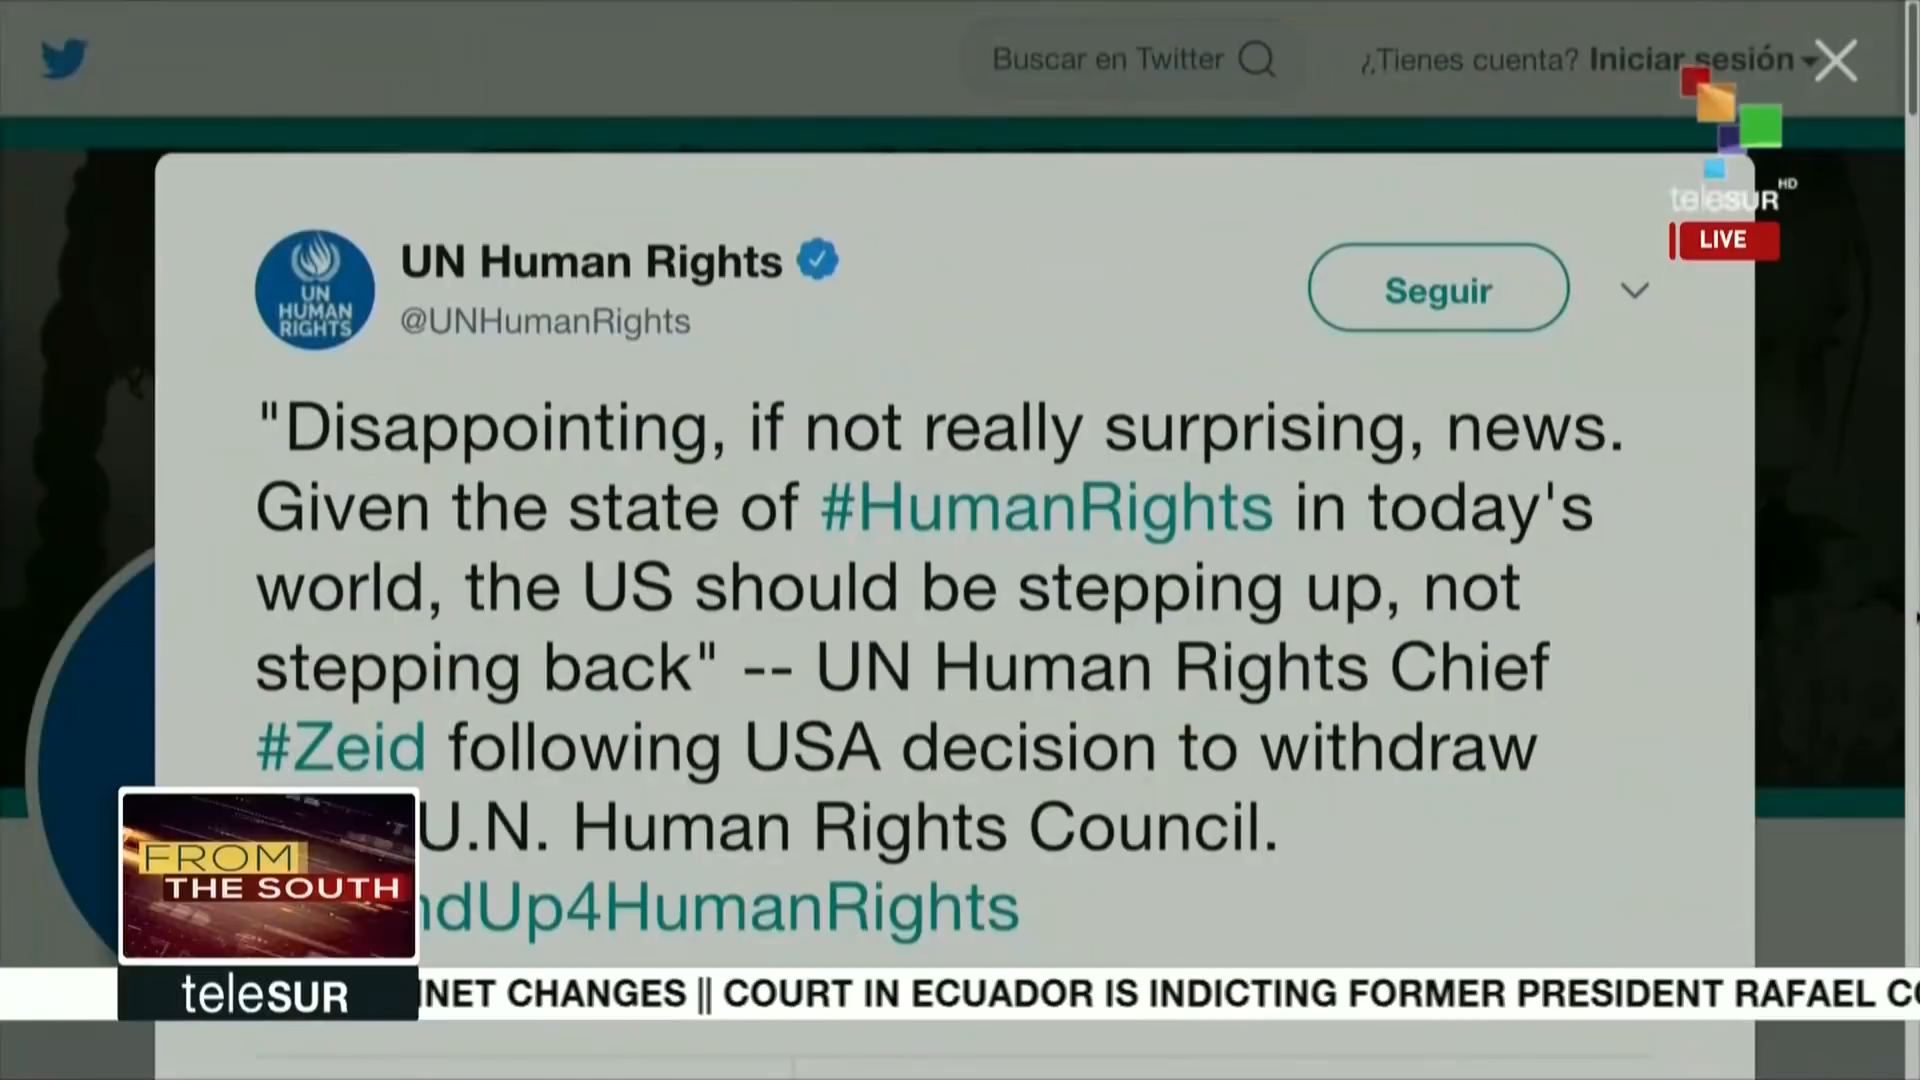 Buscar en Twitter
¿Tienes cuenta? Iniciar sesión
teleSUR HD
LIVE
UN HUMAN RIGHTS
UN Human Rights
@UNHumanRights
Seguir
"Disappointing, if not really surprising, news.
Given the state of #HumanRights in today's
world, the US should be stepping up, not
stepping back" -- UN Human Rights Chief
#Zeid following USA decision to withdraw
U.N. Human Rights Council.
ndUp4HumanRights
FROM
THE SOUTH
teleSUR
INET CHANGES || COURT IN ECUADOR IS INDICTING FORMER PRESIDENT RAFAEL CO